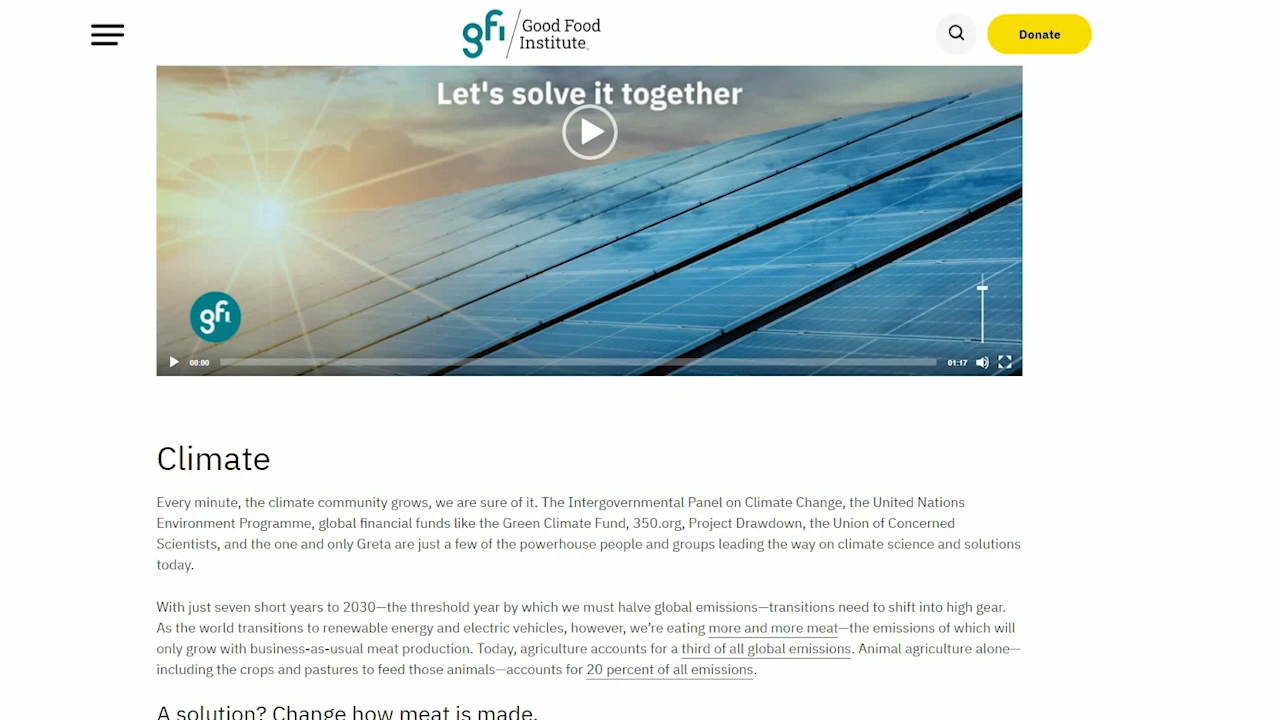 gfi Good Food
Institute
Donate
Let's solve it together
gfi
00:00
01:17
Climate
Every minute, the climate community grows, we are sure of it. The Intergovernmental Panel on Climate Change, the United Nations
Environment Programme, global financial funds like the Green Climate Fund, 350.org, Project Drawdown, the Union of Concerned
Scientists, and the one and only Greta are just a few of the powerhouse people and groups leading the way on climate science and solutions
today.
With just seven short years to 2030—the threshold year by which we must halve global emissions—transitions need to shift into high gear.
As the world transitions to renewable energy and electric vehicles, however, we're eating more and more meat—the emissions of which will
only grow with business-as-usual meat production. Today, agriculture accounts for a third of all global emissions. Animal agriculture alone—
including the crops and pastures to feed those animals—accounts for 20 percent of all emissions.
A solution? Change how meat is made.